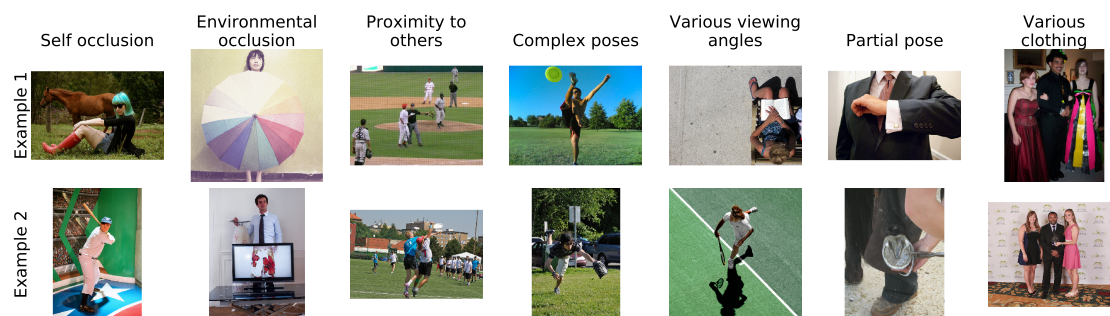 Self occlusion
Environmental
occlusion
Proximity to
others
Complex poses
Various viewing
angles
Partial pose
Various
clothing
Example 1
Example 2